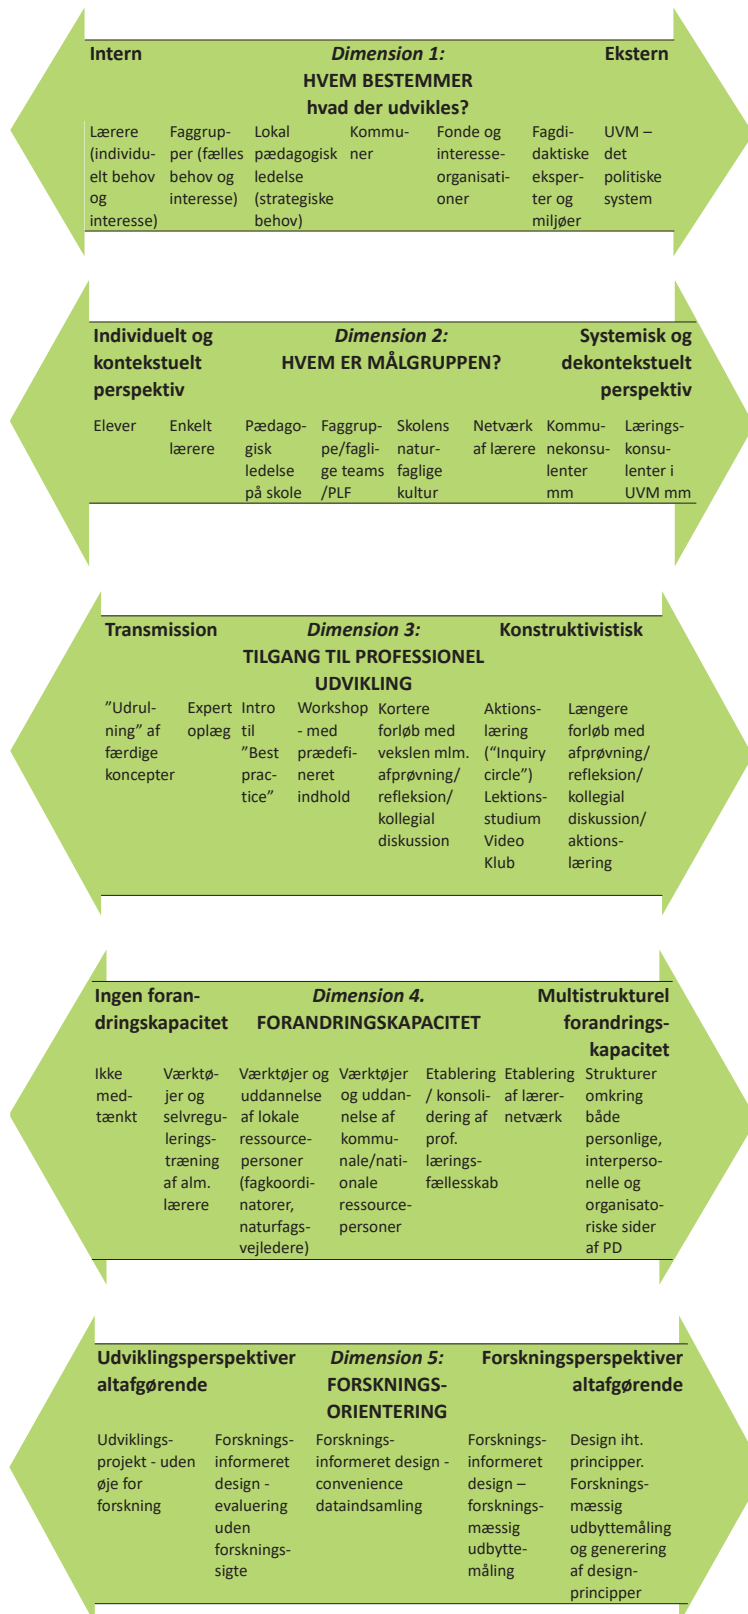 Intern
Dimension 1:
Ekstern
HVEM BESTEMMER
hvad der udvikles?
Lærere
(individu-
elt behov
og
interesse)
Faggrup-
per (fælles
behov og
interesse)
Lokal
pædagogisk
ledelse
(strategiske
behov)
Kommu-
ner
Fonde og
interesse-
organisati-
oner
Fagdi-
daktiske
eksper-
ter og
miljøer
UVM –
det
politiske
system
Individuelt og
kontekstuelt
perspektiv
Dimension 2:
HVEM ER MÅLGRUPPEN?
Systemisk og
dekontekstuelt
perspektiv
Elever
Enkelt
lærere
Pædago-
gisk
ledelse
på skole
Faggrup-
pe/fagli-
ge teams
/PLF
Skolens
natur-
faglige
kultur
Netværk
af lærere
Kommu-
nekonsu-
lenter
mm
Lærings-
konsu-
lenter i
UVM mm
Transmission
Dimension 3:
Konstruktivistisk
TILGANG TIL PROFESSIONEL
UDVIKLING
”Udrul-
ning” af
færdige
koncepter
Expert
oplæg
Intro
til
”Best
prac-
tice”
Workshop
- med
prædefi-
neret
indhold
Kortere
forløb med
vekslen mlm.
afprøvning/
refleksion/
kollegial
diskussion
Aktions-
læring
(“Inquiry
circle”)
Lektions-
studium
Video
Klub
Længere
forløb med
afprøvning/
refleksion/
kollegial
diskussion/
aktions-
læring
Ingen foran-
dringskapacitet
Dimension 4.
FORANDRINGSKAPACITET
Multistrukturel
forandrings-
kapacitet
Ikke
med-
tænkt
Værktø-
jer og
selvregu-
lerings-
træning
af alm.
lærere
Værktøjer og
uddannelse
af lokale
ressource-
personer
(fagkoordi-
natorer,
naturfags-
vejledere)
Værktøjer
og uddan-
nelse af
kommu-
nale/nati-
onale
ressource-
personer
Etablering
/ konsoli-
dering af
prof.
lærings-
fællesskab
Etablering
af lærer-
netværk
Strukturer
omkring
både
personlige,
interperso-
nelle og
organisato-
riske sider
af PD
Udviklingsperspektiver
altafgørende
Dimension 5:
FORSKNINGS-
ORIENTERING
Forskningsperspektiver
altafgørende
Udviklings-
projekt - uden
øje for
forskning
Forsknings-
informeret
design -
evaluering
uden
forsknings-
sigte
Forsknings-
informeret design -
convenience
dataindsamling
Forsknings-
informeret
design –
forsknings-
mæssig
udbytte-
måling
Design iht.
principper.
Forsknings-
mæssig
udbyttemåling
og generering
af design-
principper